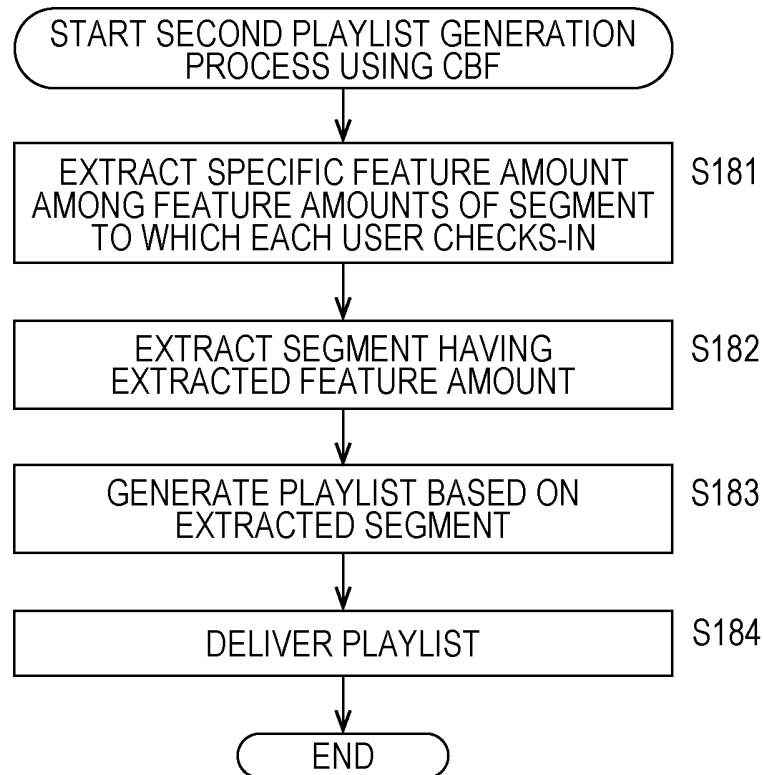 START SECOND PLAYLIST GENERATION
PROCESS USING CBF
EXTRACT SPECIFIC FEATURE AMOUNT
AMONG FEATURE AMOUNTS OF SEGMENT
TO WHICH EACH USER CHECKS-IN
S181
EXTRACT SEGMENT HAVING
EXTRACTED FEATURE AMOUNT
S182
GENERATE PLAYLIST BASED ON
EXTRACTED SEGMENT
S183
DELIVER PLAYLIST
S184
END